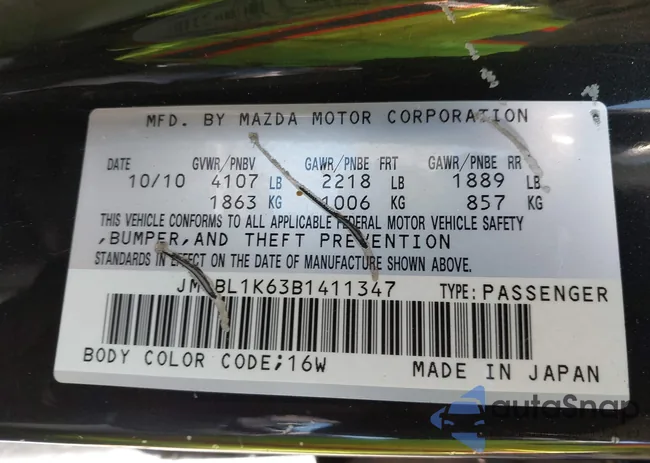 MFD. BY MAZDA MOTOR CORPORATION
DATE GVWR/PNBV GAWR/PNBE FRT GAWR/PNBE RR
10/10 4107 LB 2218 LB 1889 LB
1863 KG 1006 KG 857 KG
THIS VEHICLE CONFORMS TO ALL APPLICABLE FEDERAL MOTOR VEHICLE SAFETY
,BUMPER,AND THEFT PREVENTION
STANDARDS IN EFFECT ON THE DATE OF MANUFACTURE SHOWN ABOVE.
TYPE:PASSENGER
BODY COLOR CODE;16W MADE IN JAPAN
autoSnap